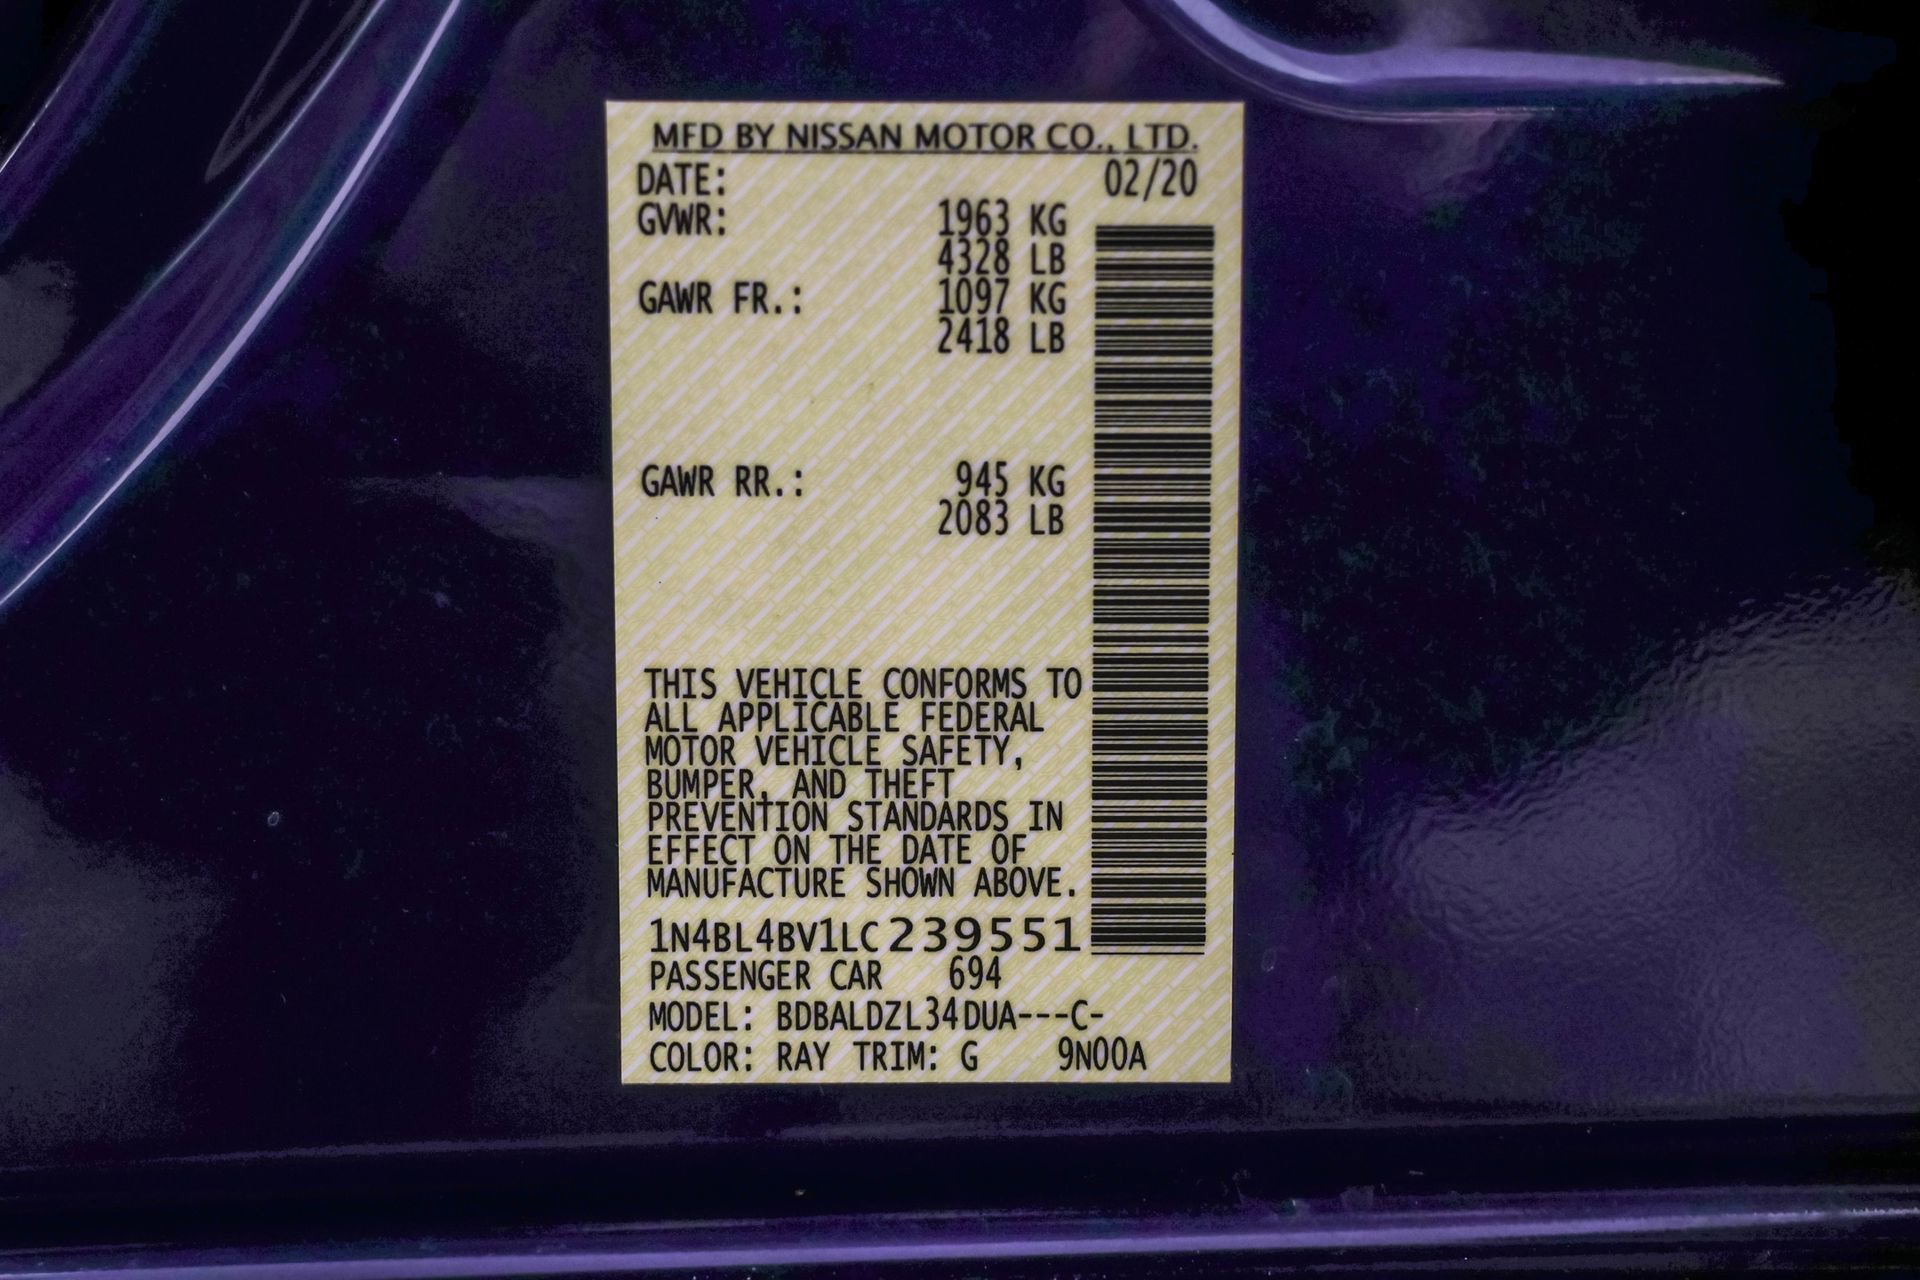 MFD BY NISSAN MOTOR CO., LTD.
DATE: 02/20
GVWR: 1963 KG
4328 LB
GAWR FR.: 1097 KG
2418 LB
GAWR RR.: 945 KG
2083 LB
THIS VEHICLE CONFORMS TO
ALL APPLICABLE FEDERAL
MOTOR VEHICLE SAFETY,
BUMPER, AND THEFT
PREVENTION STANDARDS IN
EFFECT ON THE DATE OF
MANUFACTURE SHOWN ABOVE.
1N4BL4BV1LC239551
PASSENGER CAR 694
MODEL: BDBALDZL34DUA---C-
COLOR: RAY TRIM: G 9N00A